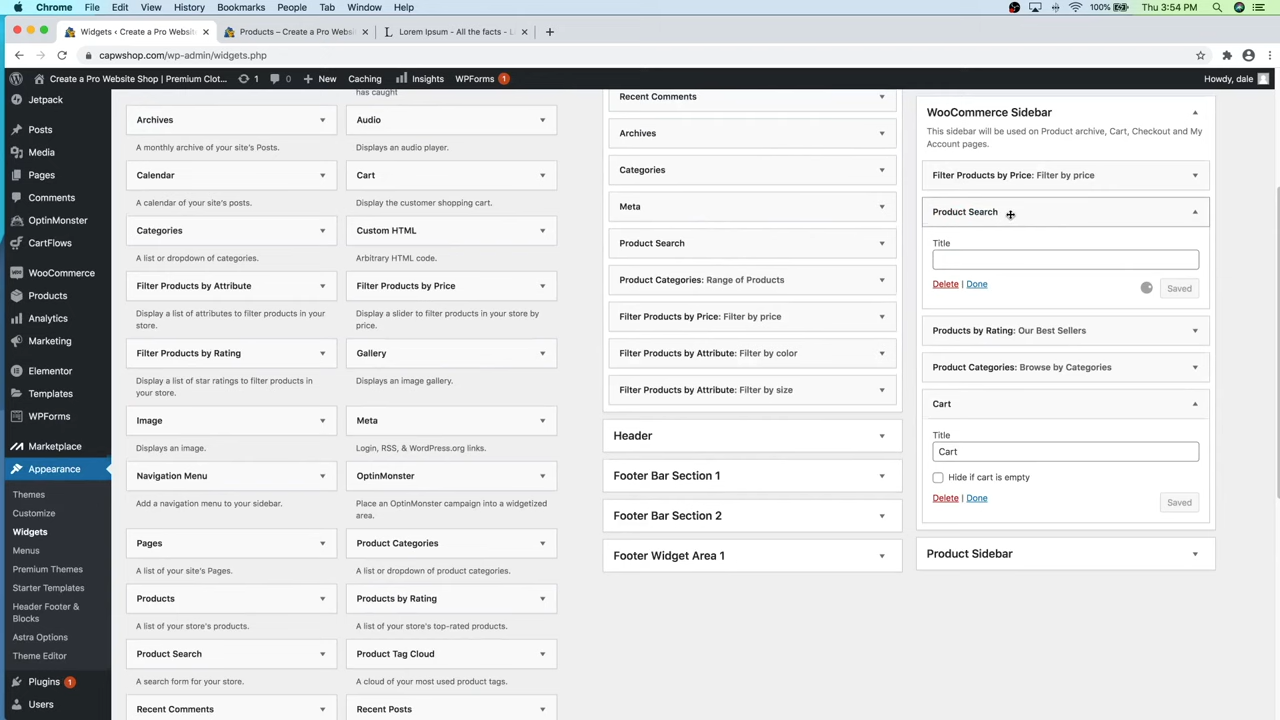 Chrome File Edit View History Bookmarks People Tab Window Help 100% Thu 3:54 PM
Widgets ‹ Create a Pro Websit × Products – Create a Pro Websit × Lorem Ipsum - All the facts - L × +
capwshop.com/wp-admin/widgets.php
Create a Pro Website Shop | Premium Clot... 1 0 + New Caching Insights WPForms 1 Howdy, dale
Jetpack
Posts
Media
Pages
Comments
OptinMonster
CartFlows
WooCommerce
Products
Analytics
Marketing
Elementor
Templates
WPForms
Marketplace
Appearance
Themes
Customize
Widgets
Menus
Premium Themes
Starter Templates
Header Footer &
Blocks
Astra Options
Theme Editor
Plugins 1
Users
has caught
Archives Audio
A monthly archive of your site's Posts. Displays an audio player.
Calendar Cart
A calendar of your site's posts. Display the customer shopping cart.
Categories Custom HTML
A list or dropdown of categories. Arbitrary HTML code.
Filter Products by Attribute Filter Products by Price
Display a list of attributes to filter products in your Display a slider to filter products in your store by
store. price.
Filter Products by Rating Gallery
Display a list of star ratings to filter products in Displays an image gallery.
your store.
Image Meta
Displays an image. Login, RSS, & WordPress.org links.
Navigation Menu OptinMonster
Add a navigation menu to your sidebar. Place an OptinMonster campaign into a widgetized
area.
Pages Product Categories
A list of your site's Pages. A list or dropdown of product categories.
Products Products by Rating
A list of your store's products. A list of your store's top-rated products.
Product Search Product Tag Cloud
A search form for your store. A cloud of your most used product tags.
Recent Comments Recent Posts
Recent Comments
Archives
Categories
Meta
Product Search
Product Categories: Range of Products
Filter Products by Price: Filter by price
Filter Products by Attribute: Filter by color
Filter Products by Attribute: Filter by size
Header
Footer Bar Section 1
Footer Bar Section 2
Footer Widget Area 1
WooCommerce Sidebar
This sidebar will be used on Product archive, Cart, Checkout and My
Account pages.
Filter Products by Price: Filter by price
Product Search
Title
Delete | Done Saved
Products by Rating: Our Best Sellers
Product Categories: Browse by Categories
Cart
Title
Cart
Hide if cart is empty
Delete | Done Saved
Product Sidebar